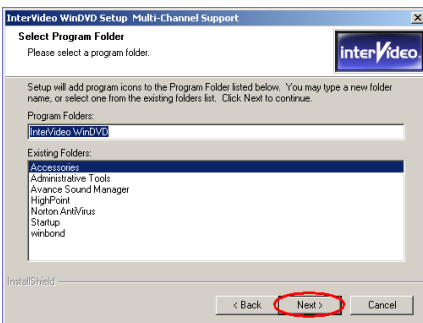 InterVideo WinDVD Setup Multi-Channel Support
Select Program Folder
Please select a program folder.
interVideo.
Setup will add program icons to the Program Folder listed below. You may type a new folder
name, or select one from the existing folders list. Click Next to continue.
Program Folders:
InterVideo WinDVD
Existing Folders:
Accessories
Administrative Tools
Avance Sound Manager
HighPoint
Norton AntiVirus
Startup
winbond
InstallShield
< Back Next > Cancel